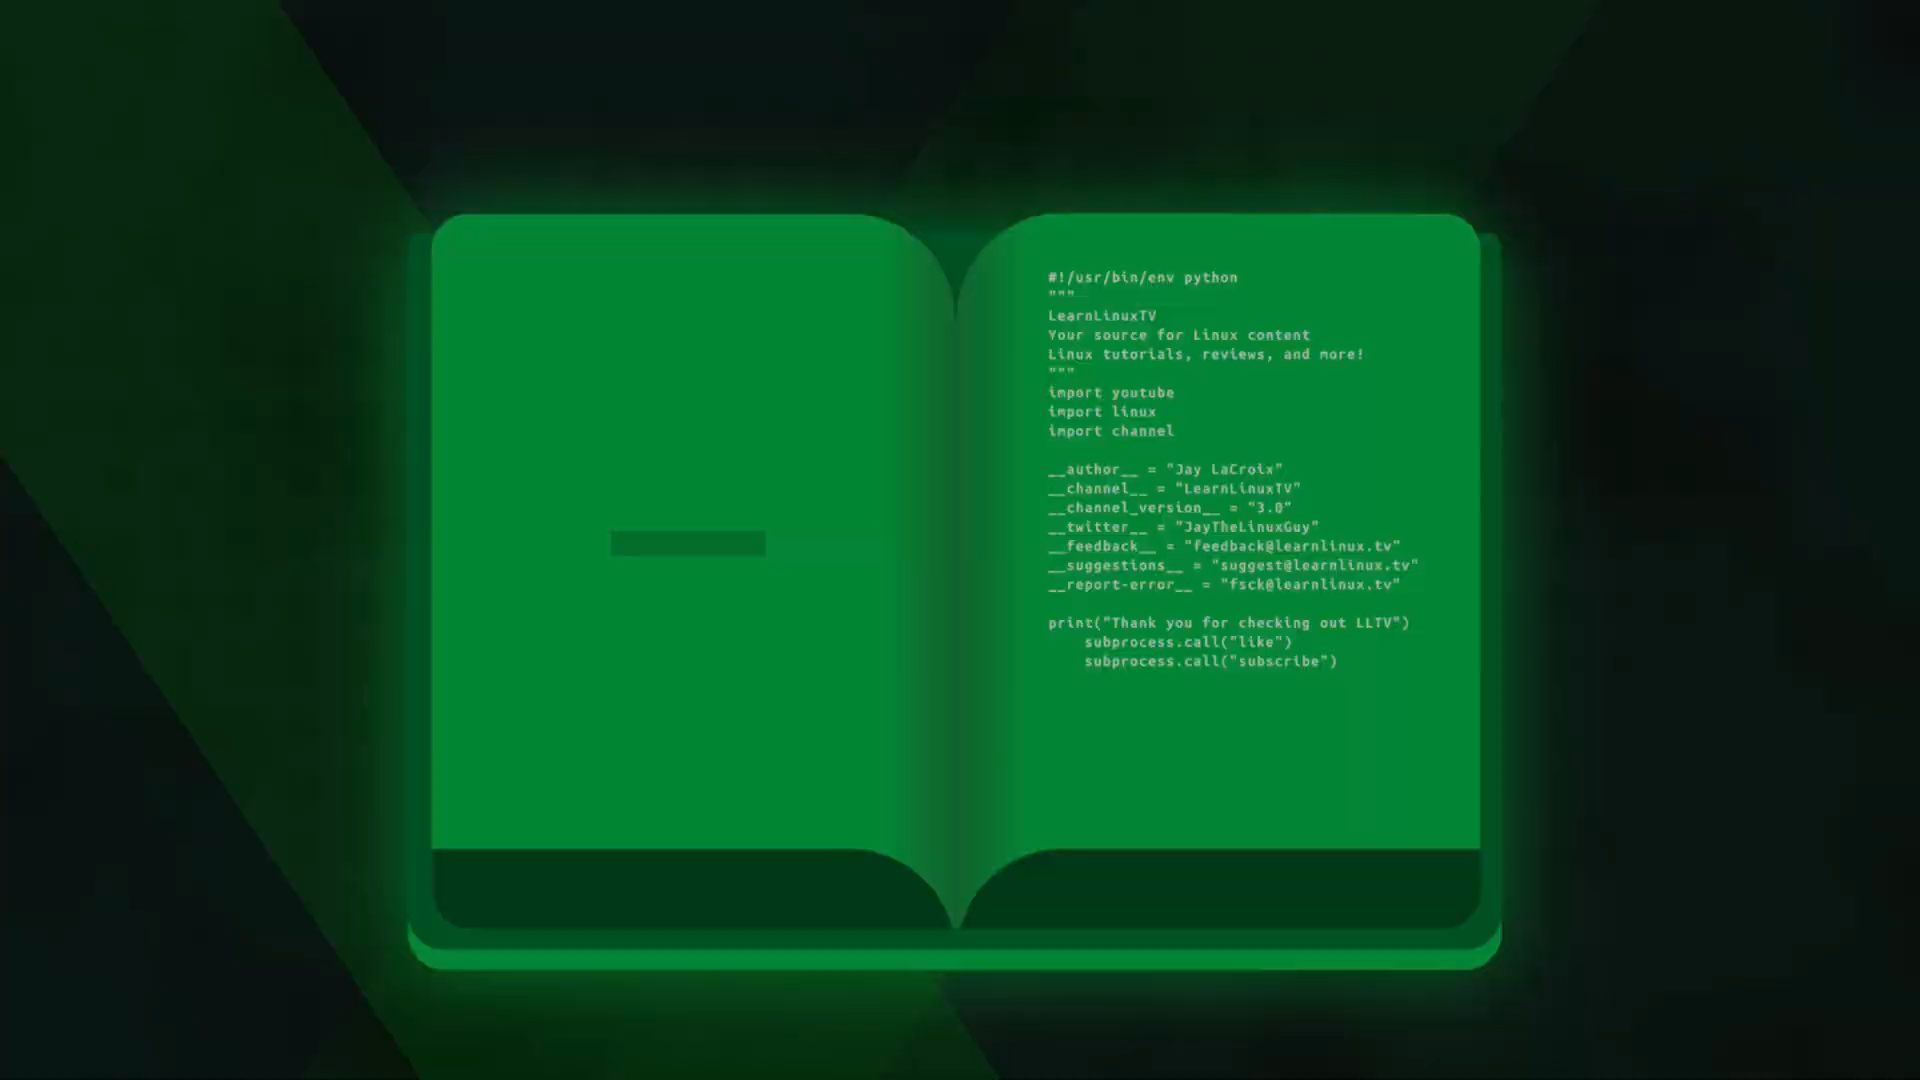 #!/usr/bin/env python
"""
LearnLinuxTV
Your source for Linux content
Linux tutorials, reviews, and more!
"""
import youtube
import linux
import channel
__author__ = "Jay LaCroix"
__channel__ = "LearnLinuxTV"
__channel_version__ = "3.0"
__twitter__ = "JayTheLinuxGuy"
__feedback__ = "feedback@learnlinux.tv"
__suggestions__ = "suggest@learnlinux.tv"
__report-error__ = "fsck@learnlinux.tv"
print("Thank you for checking out LLTV")
    subprocess.call("like")
    subprocess.call("subscribe")